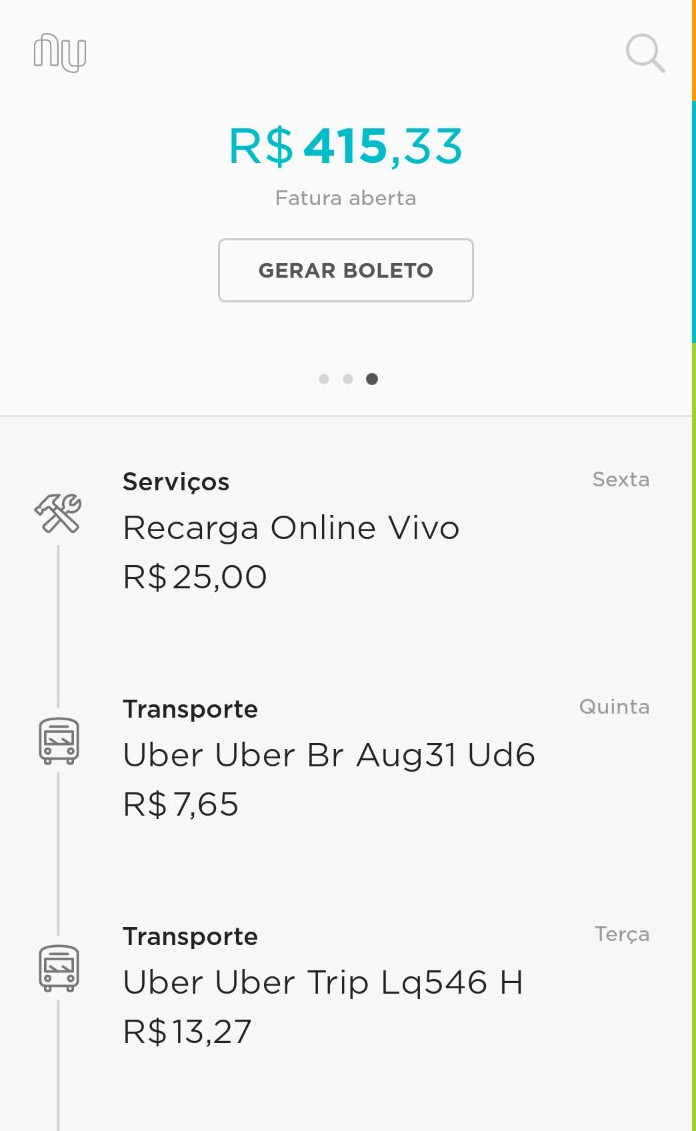 nu
R$ 415,33
Fatura aberta
GERAR BOLETO
Serviços
Sexta
Recarga Online Vivo
R$ 25,00
Transporte
Quinta
Uber Uber Br Aug31 Ud6
R$ 7,65
Transporte
Terça
Uber Uber Trip Lq546 H
R$ 13,27